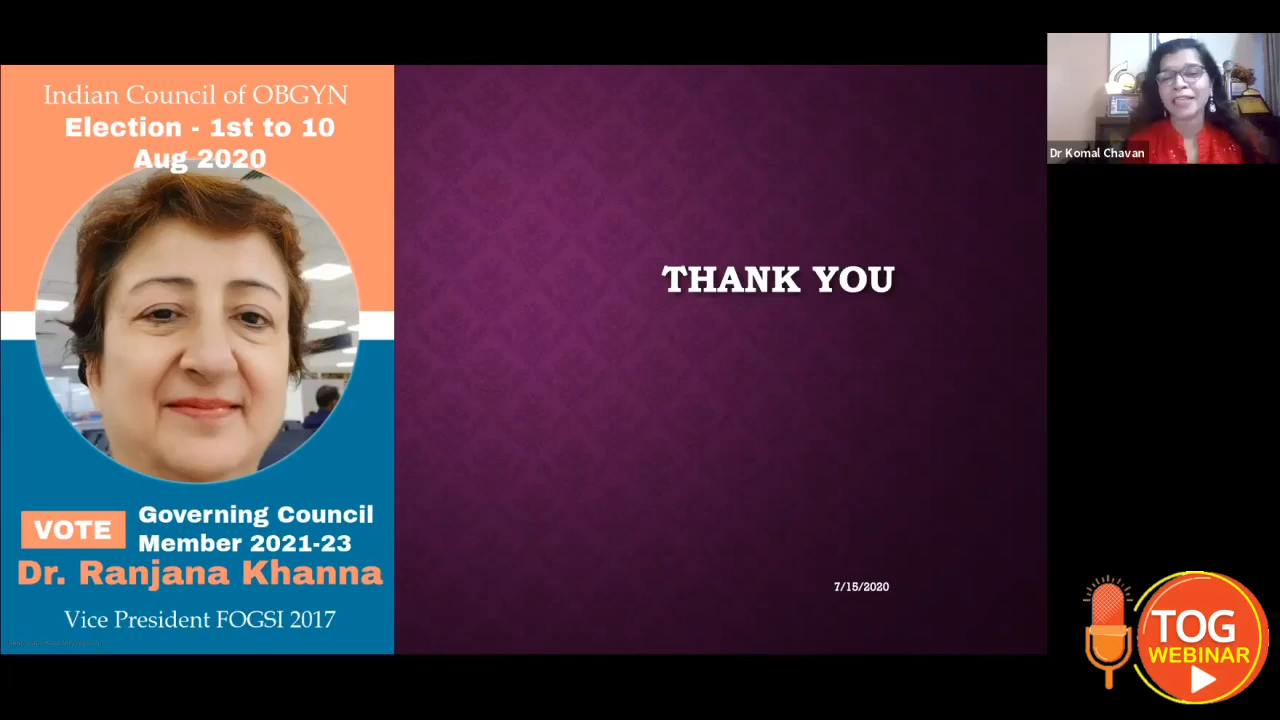 Indian Council of OBGYN
Election - 1st to 10
Aug 2020
VOTE
Governing Council
Member 2021-23
Dr. Ranjana Khanna
Vice President FOGSI 2017
THANK YOU
7/15/2020
Dr Komal Chavan
TOG
WEBINAR